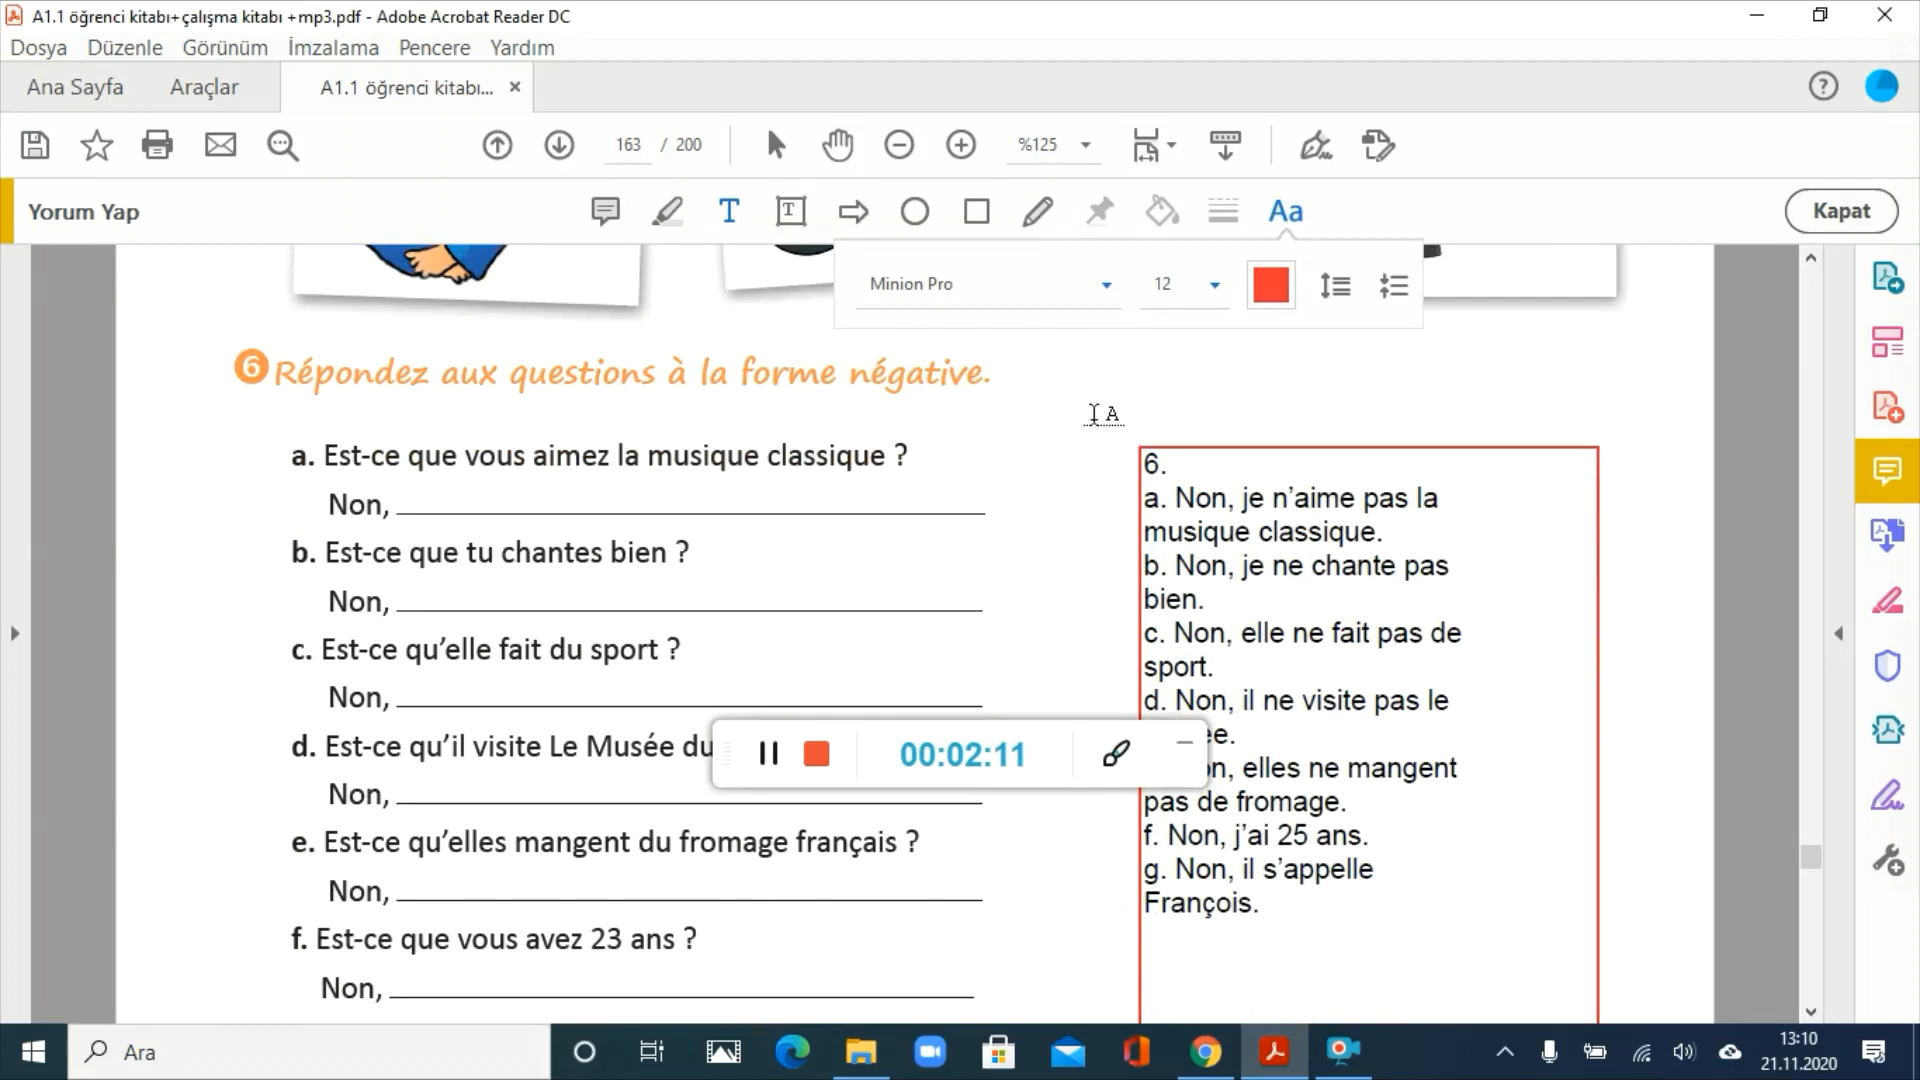 A1.1 öğrenci kitabı+çalışma kitabı +mp3.pdf - Adobe Acrobat Reader DC
Dosya Düzenle Görünüm İmzalama Pencere Yardım
Ana Sayfa Araçlar A1.1 öğrenci kitabı...
163 / 200 %125
Yorum Yap T T Aa Kapat
Minion Pro 12
6 Répondez aux questions à la forme négative.
A
a. Est-ce que vous aimez la musique classique ?
Non,
b. Est-ce que tu chantes bien ?
Non,
c. Est-ce qu’elle fait du sport ?
Non,
d. Est-ce qu’il visite Le Musée du
Non,
e. Est-ce qu’elles mangent du fromage français ?
Non,
f. Est-ce que vous avez 23 ans ?
Non,
6.
a. Non, je n’aime pas la
musique classique.
b. Non, je ne chante pas
bien.
c. Non, elle ne fait pas de
sport.
d. Non, il ne visite pas le
elles ne mangent
pas de fromage.
f. Non, j’ai 25 ans.
g. Non, il s’appelle
François.
00:02:11
Ara
13:10
21.11.2020